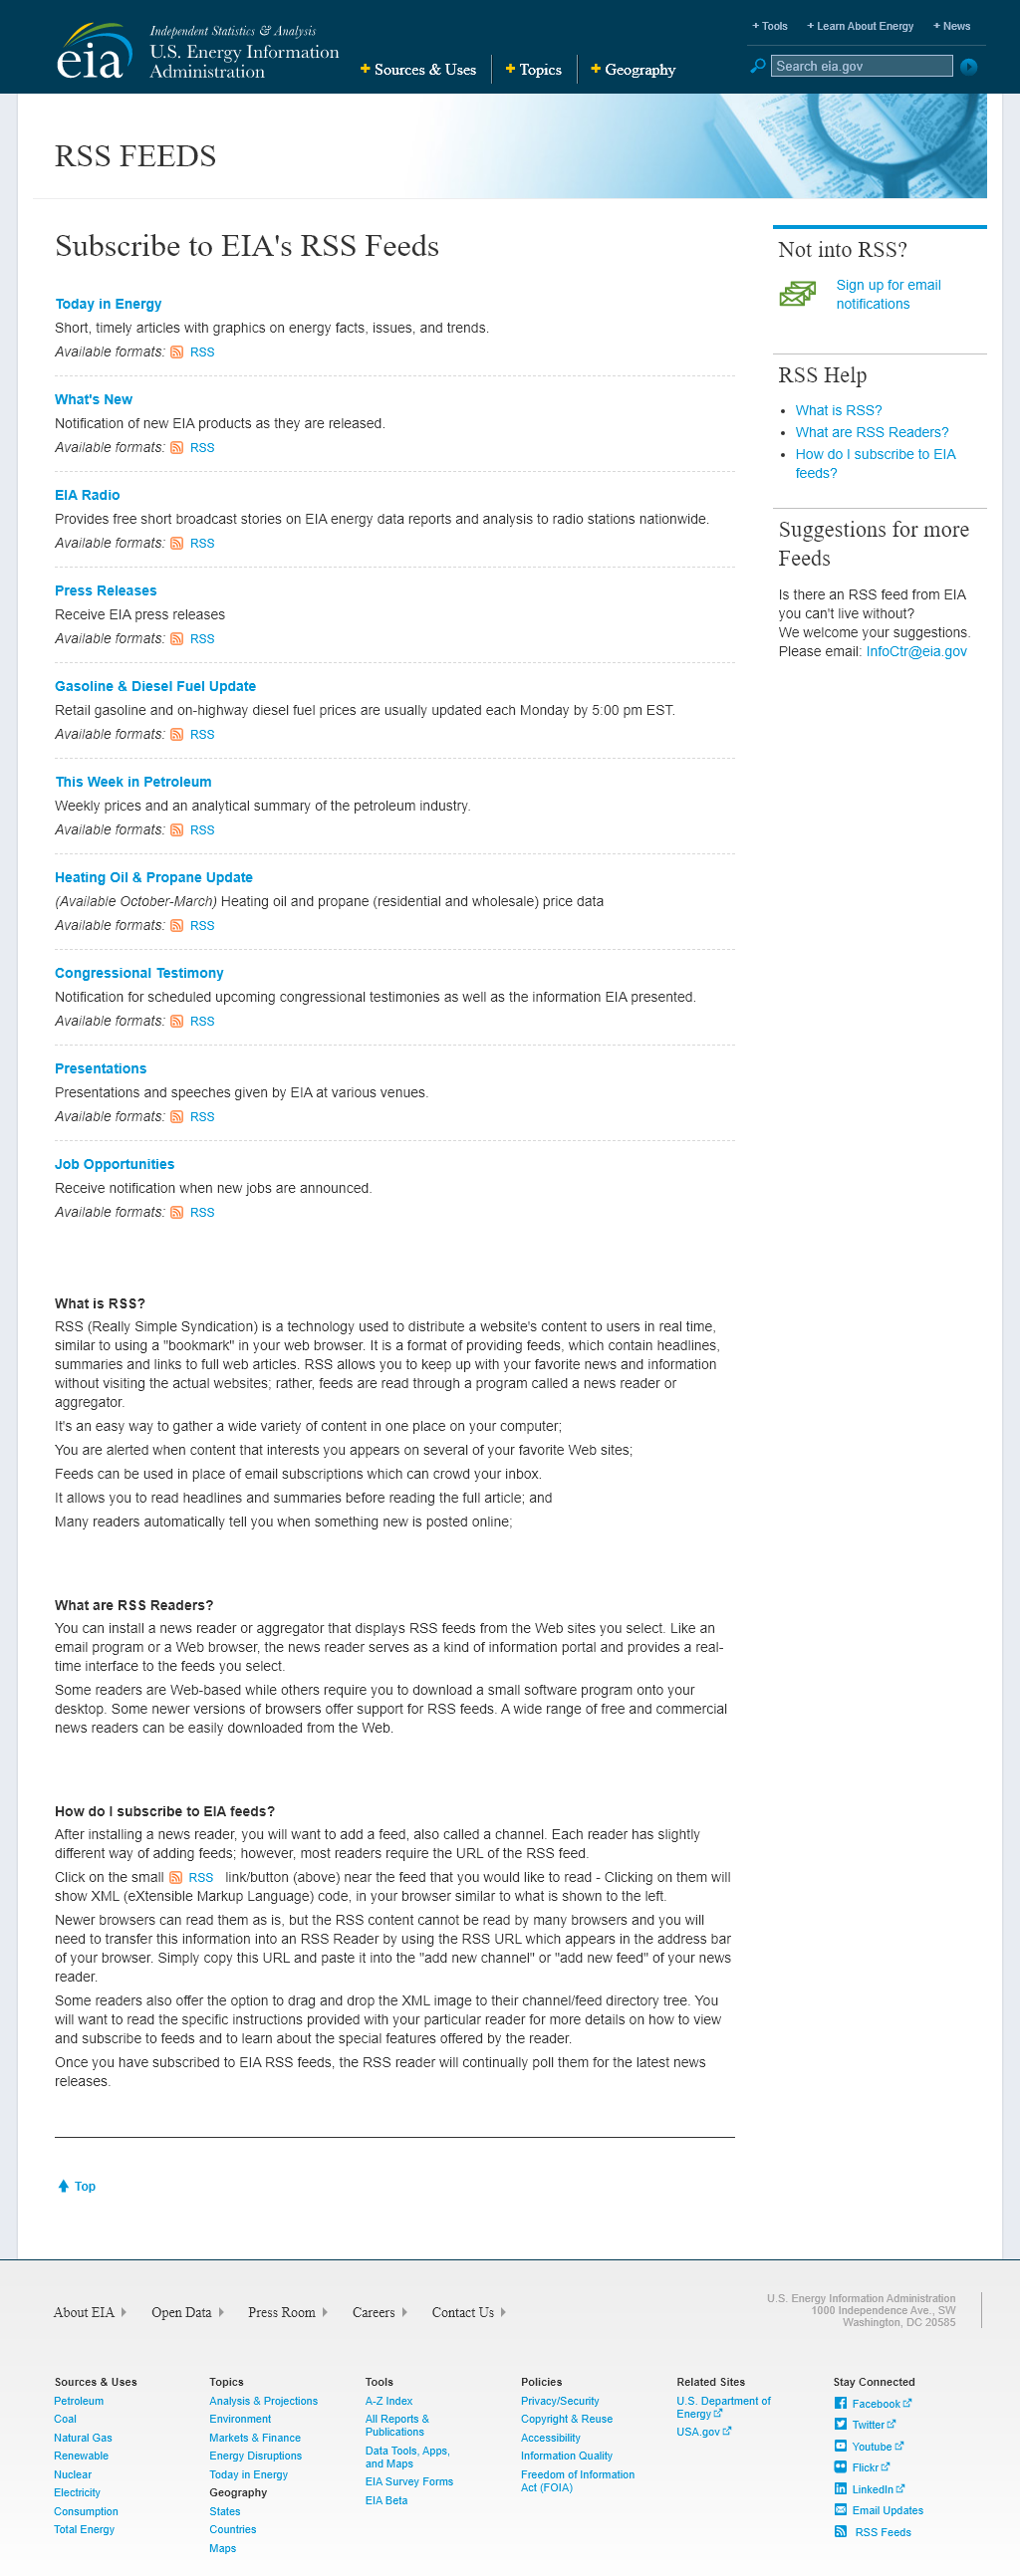 + Tools + Learn About Energy + News
eia
Independent Statistics & Analysis
U.S. Energy Information
Administration
+ Sources & Uses + Topics + Geography
Search eia.gov
RSS FEEDS
Subscribe to EIA's RSS Feeds
Today in Energy
Short, timely articles with graphics on energy facts, issues, and trends.
Available formats: RSS
What's New
Notification of new EIA products as they are released.
Available formats: RSS
EIA Radio
Provides free short broadcast stories on EIA energy data reports and analysis to radio stations nationwide.
Available formats: RSS
Press Releases
Receive EIA press releases
Available formats: RSS
Gasoline & Diesel Fuel Update
Retail gasoline and on-highway diesel fuel prices are usually updated each Monday by 5:00 pm EST.
Available formats: RSS
This Week in Petroleum
Weekly prices and an analytical summary of the petroleum industry.
Available formats: RSS
Heating Oil & Propane Update
(Available October-March) Heating oil and propane (residential and wholesale) price data
Available formats: RSS
Congressional Testimony
Notification for scheduled upcoming congressional testimonies as well as the information EIA presented.
Available formats: RSS
Presentations
Presentations and speeches given by EIA at various venues.
Available formats: RSS
Job Opportunities
Receive notification when new jobs are announced.
Available formats: RSS
Not into RSS?
Sign up for email
notifications
RSS Help
• What is RSS?
• What are RSS Readers?
• How do I subscribe to EIA
feeds?
Suggestions for more
Feeds
Is there an RSS feed from EIA
you can't live without?
We welcome your suggestions.
Please email: InfoCtr@eia.gov
What is RSS?
RSS (Really Simple Syndication) is a technology used to distribute a website's content to users in real time,
similar to using a "bookmark" in your web browser. It is a format of providing feeds, which contain headlines,
summaries and links to full web articles. RSS allows you to keep up with your favorite news and information
without visiting the actual websites; rather, feeds are read through a program called a news reader or
aggregator.
It's an easy way to gather a wide variety of content in one place on your computer;
You are alerted when content that interests you appears on several of your favorite Web sites;
Feeds can be used in place of email subscriptions which can crowd your inbox.
It allows you to read headlines and summaries before reading the full article; and
Many readers automatically tell you when something new is posted online;
What are RSS Readers?
You can install a news reader or aggregator that displays RSS feeds from the Web sites you select. Like an
email program or a Web browser, the news reader serves as a kind of information portal and provides a real-
time interface to the feeds you select.
Some readers are Web-based while others require you to download a small software program onto your
desktop. Some newer versions of browsers offer support for RSS feeds. A wide range of free and commercial
news readers can be easily downloaded from the Web.
How do I subscribe to EIA feeds?
After installing a news reader, you will want to add a feed, also called a channel. Each reader has slightly
different way of adding feeds; however, most readers require the URL of the RSS feed.
Click on the small RSS link/button (above) near the feed that you would like to read - Clicking on them will
show XML (eXtensible Markup Language) code, in your browser similar to what is shown to the left.
Newer browsers can read them as is, but the RSS content cannot be read by many browsers and you will
need to transfer this information into an RSS Reader by using the RSS URL which appears in the address bar
of your browser. Simply copy this URL and paste it into the "add new channel" or "add new feed" of your news
reader.
Some readers also offer the option to drag and drop the XML image to their channel/feed directory tree. You
will want to read the specific instructions provided with your particular reader for more details on how to view
and subscribe to feeds and to learn about the special features offered by the reader.
Once you have subscribed to EIA RSS feeds, the RSS reader will continually poll them for the latest news
releases.
Top
About EIA Open Data Press Room Careers Contact Us
U.S. Energy Information Administration
1000 Independence Ave., SW
Washington, DC 20585
Sources & Uses
Petroleum
Coal
Natural Gas
Renewable
Nuclear
Electricity
Consumption
Total Energy
Topics
Analysis & Projections
Environment
Markets & Finance
Energy Disruptions
Today in Energy
Geography
States
Countries
Maps
Tools
A-Z Index
All Reports &
Publications
Data Tools, Apps,
and Maps
EIA Survey Forms
EIA Beta
Policies
Privacy/Security
Copyright & Reuse
Accessibility
Information Quality
Freedom of Information
Act (FOIA)
Related Sites
U.S. Department of
Energy
USA.gov
Stay Connected
Facebook
Twitter
Youtube
Flickr
LinkedIn
Email Updates
RSS Feeds